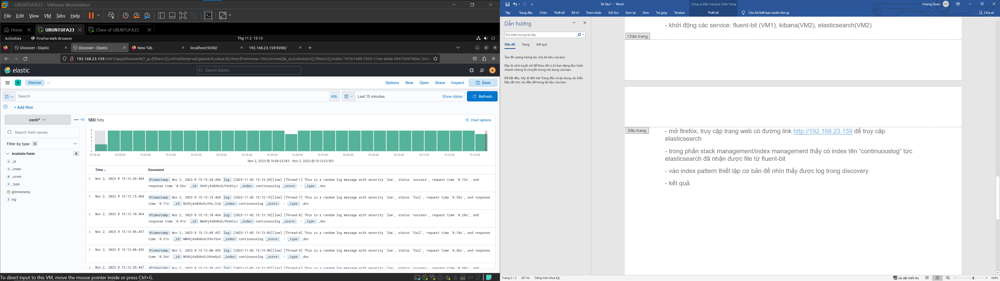 UBUNTUFA23 - VMware Workstation
File Edit View VM Tabs Help
Home UBUNTUFA23 Clone of UBUNTUFA23
Activities Firefox Web Browser Thg 11 2 15:13
Discover - Elastic Discover - Elastic New Tab localhost:9200/ 192.168.23.159:9200/
192.168.23.159:5601/app/discover#/?_g=(filters:!(),refreshInterval:(pause:!t,value:0),time:(from:now-15m,to:now))&_a=(columns:!(),filters:!(),index:'707614d0-7952-11ee-a6da-4947569780ec',inter
elastic Search Elastic e
D Discover Options New Open Share Inspect Save
Search KQL Last 15 minutes Show dates Refresh
+ Add filter
conti* 180 hits Chart options
Search field names
Filter by type 0
Available fields 6
_id
_index
_score
_type
@timestamp
log
6
5
4
3
2
1
0
14:58:00 14:59:00 15:00:00 15:01:00 15:02:00 15:03:00 15:04:00 15:05:00 15:06:00 15:07:00 15:08:00 15:09:00 15:10:00 15:11:00 15:12:00 15:13:00
Nov 2, 2023 @ 14:58:23.183 - Nov 2, 2023 @ 15:13:23.183
Time Document
Nov 2, 2023 @ 15:13:20.484 @timestamp: Nov 2, 2023 @ 15:13:20.484 log: [2023-11-02 15:13:20][low] [Thread-1] This is a random log message with severity 'low', status 'success', request time '0.13s', and
response time '0.36s' _id: OG4Yj4sBAKoSJY6nECyJ _index: continuouslog _score: - _type: _doc
Nov 2, 2023 @ 15:13:15.468 @timestamp: Nov 2, 2023 @ 15:13:15.468 log: [2023-11-02 15:13:15][low] [Thread-7] This is a random log message with severity 'low', status 'fail', request time '0.35s', and response
time '0.17s' _id: N24Xj4sBAKoSJY6n_CxQ _index: continuouslog _score: - _type: _doc
Nov 2, 2023 @ 15:13:10.464 @timestamp: Nov 2, 2023 @ 15:13:10.464 log: [2023-11-02 15:13:10][low] [Thread-8] This is a random log message with severity 'low', status 'success', request time '0.28s', and
response time '0.41s' _id: Nm4Xj4sBAKoSJY6n6CzJ _index: continuouslog _score: - _type: _doc
Nov 2, 2023 @ 15:13:05.457 @timestamp: Nov 2, 2023 @ 15:13:05.457 log: [2023-11-02 15:13:05][low] [Thread-8] This is a random log message with severity 'low', status 'fail', request time '0.18s', and response
time '0.21s' _id: NW4Xj4sBAKoSJY6n1SxA _index: continuouslog _score: - _type: _doc
Nov 2, 2023 @ 15:13:00.453 @timestamp: Nov 2, 2023 @ 15:13:00.453 log: [2023-11-02 15:13:00][low] [Thread-9] This is a random log message with severity 'low', status 'fail', request time '0.46s', and response
time '0.34s' _id: NG4Xj4sBAKoSJY6nwSy3 _index: continuouslog _score: - _type: _doc
Nov 2, 2023 @ 15:12:55.447 @timestamp: Nov 2, 2023 @ 15:12:55.447 log: [2023-11-02 15:12:55][low] [Thread-6] This is a random log message with severity 'low', status 'success', request time '0.39s', and
To direct input to this VM, move the mouse pointer inside or press Ctrl+G.
Tài liệu1 - Word Công cụ Đầu Trang & Chân Trang Hoang Doan HD
Tệp Trang đầu Chèn Thiết kế Bố trí Tham khảo Gửi thư Xem lại Xem Trợ giúp Terabox Thiết kế Cho tôi biết bạn muốn làm gì Chia sẻ
Dẫn hướng
Tìm kiếm trong tài liệu
Đầu đề Trang Kết quả
Tạo đề cương tương tác cho tài liệu của bạn.
Đây là cách tuyệt vời để theo dõi vị trí bạn đang đọc hoặc
nhanh chóng di chuyển trong nội dung của bạn.
Để bắt đầu, hãy đi đến tab Trang đầu và áp dụng các kiểu
Đầu đề cho các đầu đề trong tài liệu của bạn.
- khởi động các service: fluent-bit (VM1), kibana(VM2), elasticsearch(VM2)
Chân trang
Đầu trang
- mở firefox, truy cập trang web có đường link http://192.168.23.159 để truy cập
elasticsearch
- trong phần stack management/index management thấy có index tên “continuouslog” tức
elasticsearch đã nhận được file từ fluent-bit
- vào index pattern thiết lập cơ bản để nhìn thấy được log trong discovery
- kết quả:
Trang 2 / 3 287 từ Tiếng Anh (Hoa Kỳ) Cài đặt Hiển thị 164%